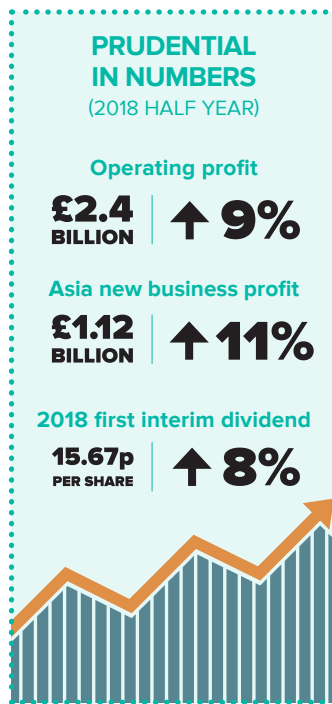 PRUDENTIAL
IN NUMBERS
(2018 HALF YEAR)
Operating profit
£2.4
BILLION
9%
Asia new business profit
£1.12
BILLION
11%
2018 first interim dividend
15.67p
PER SHARE
8%